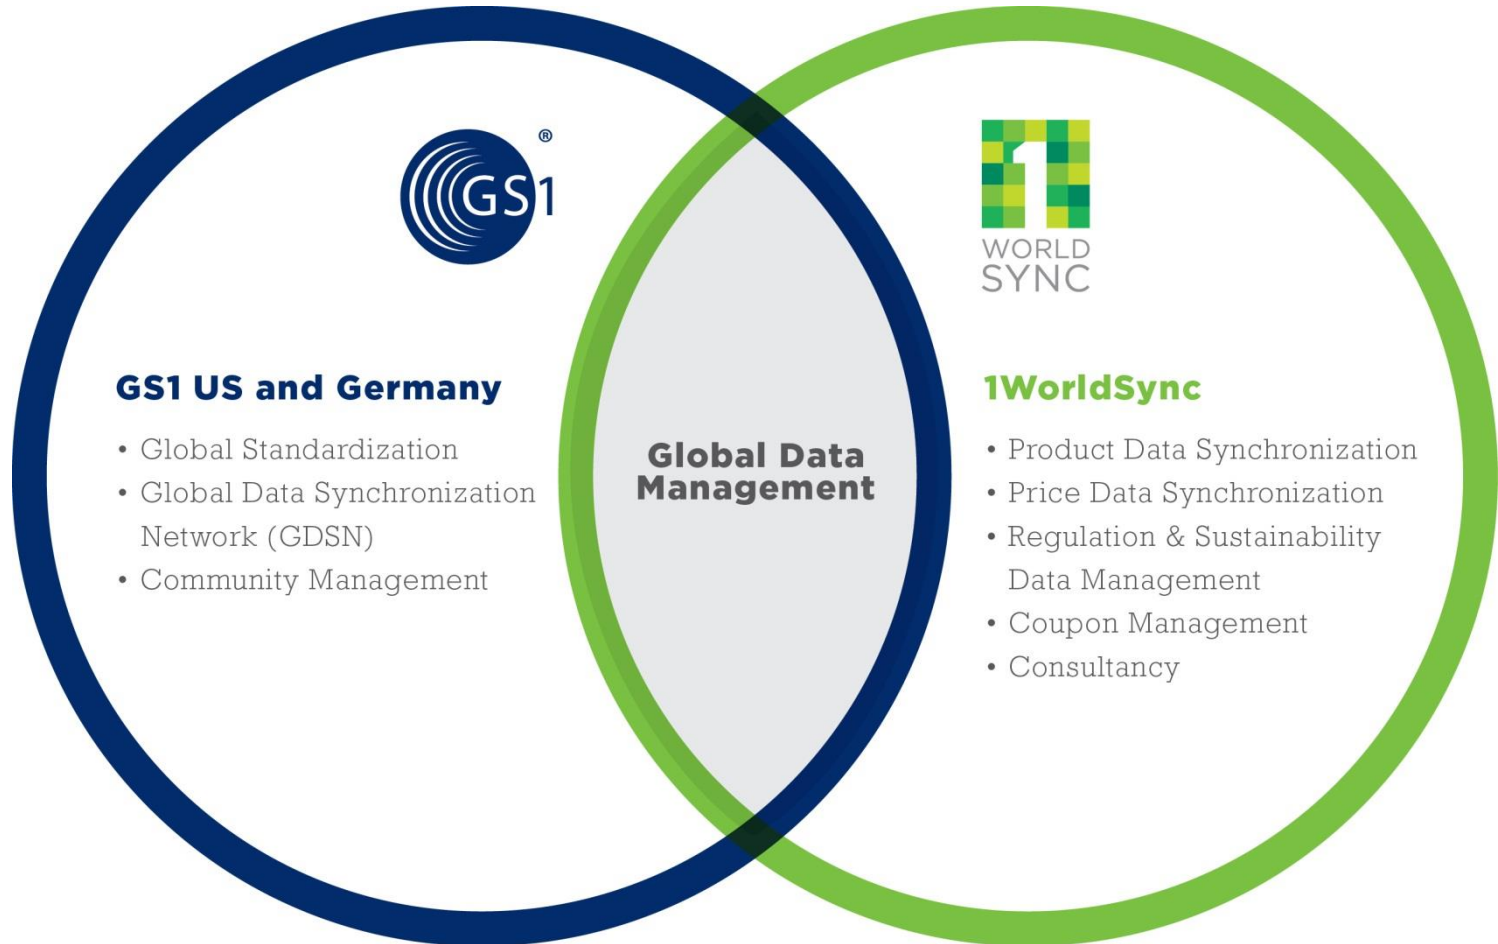 GS1
®
GS1 US and Germany
• Global Standardization
• Global Data Synchronization
Network (GDSN)
• Community Management
Global Data
Management
1
WORLD
SYNC
1WorldSync
• Product Data Synchronization
• Price Data Synchronization
• Regulation & Sustainability
Data Management
• Coupon Management
• Consultancy